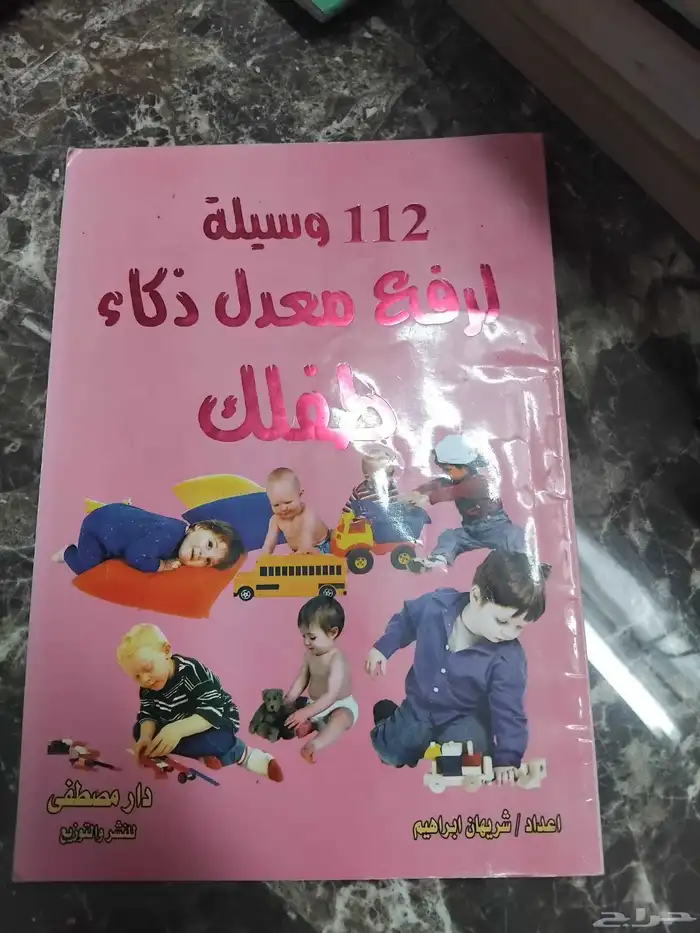 112 وسيلة
لرفع معدل ذكاء
طفلك
اعداد / شريهان ابراهيم
دار مصطفى
للنشر والتوزيع
حراج